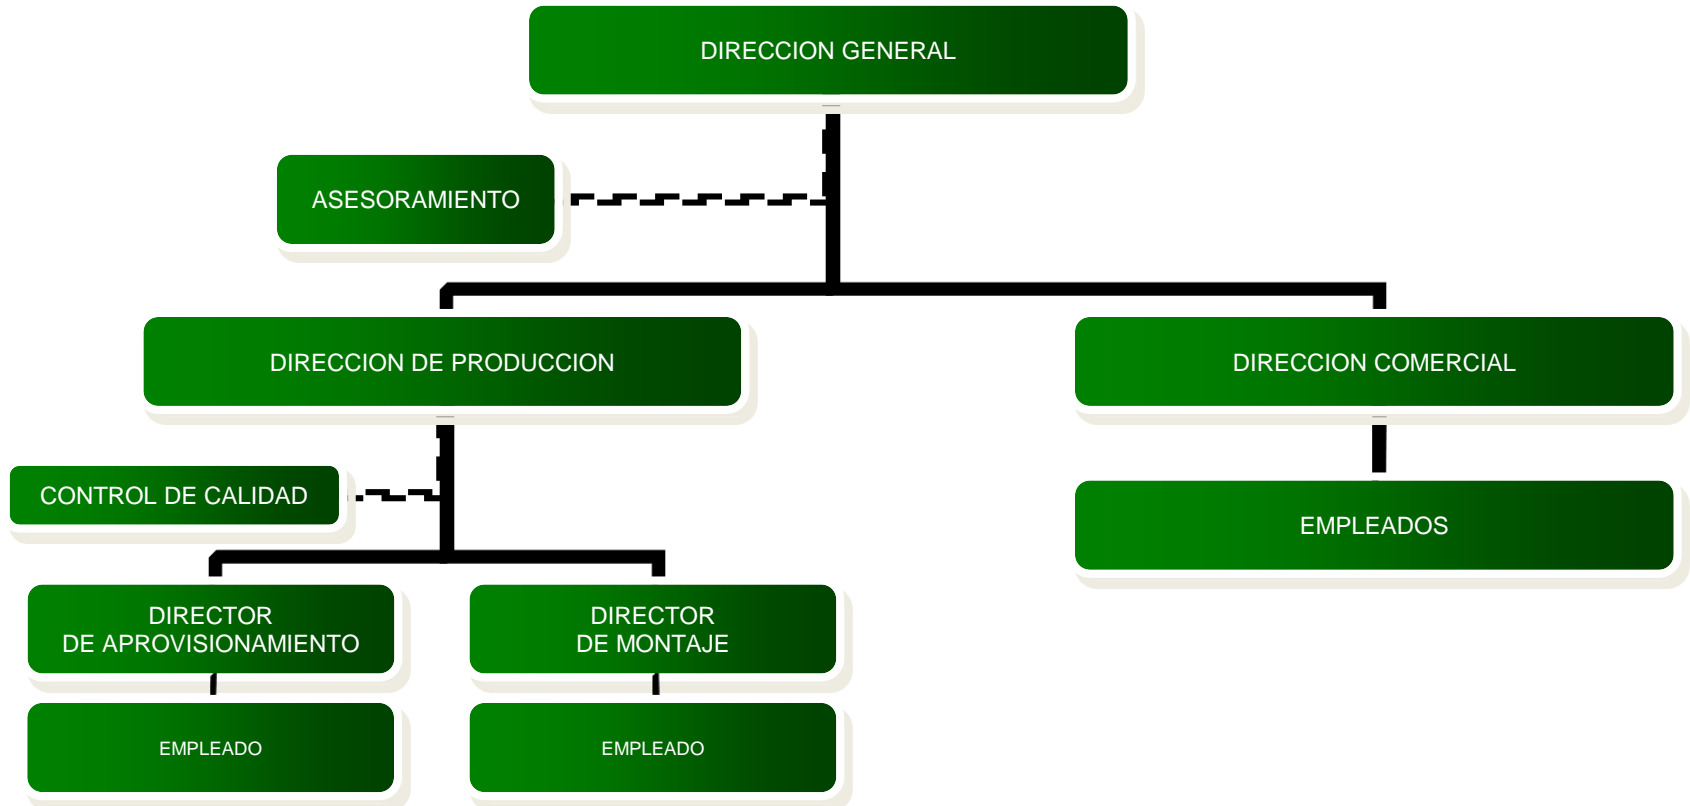 DIRECCION GENERAL
ASESORAMIENTO
DIRECCION DE PRODUCCION
DIRECCION COMERCIAL
CONTROL DE CALIDAD
EMPLEADOS
DIRECTOR
DE APROVISIONAMIENTO
DIRECTOR
DE MONTAJE
EMPLEADO
EMPLEADO